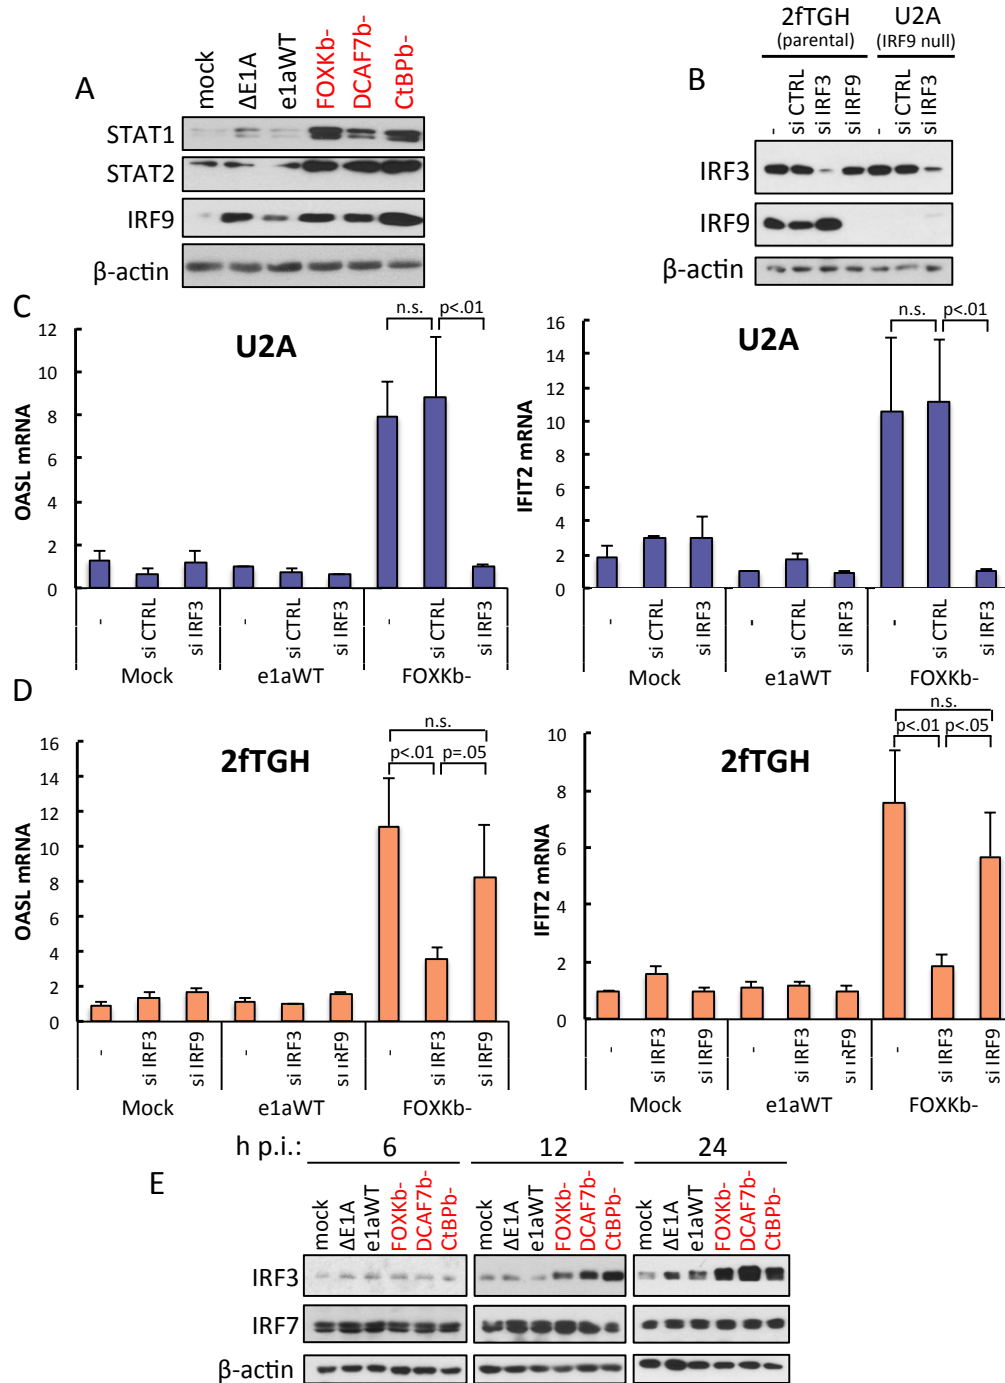 A
mock
ΔE1A
e1aWT
FOXKb-
DCAF7b-
CtBPb-
STAT1
STAT2
IRF9
β-actin
B
2fTGH
(parental)
U2A
(IRF9 null)
-
si CTRL
si IRF3
si IRF9
-
si CTRL
si IRF3
IRF3
IRF9
β-actin
C
U2A
OASL mRNA
12
10
8
6
4
2
0
n.s.
p<.01
-
si CTRL
si IRF3
-
si CTRL
si IRF3
-
si CTRL
si IRF3
Mock
e1aWT
FOXKb-
U2A
IFIT2 mRNA
16
14
12
10
8
6
4
2
0
n.s.
p<.01
-
si CTRL
si IRF3
-
si CTRL
si IRF3
-
si CTRL
si IRF3
Mock
e1aWT
FOXKb-
D
2fTGH
OASL mRNA
16
14
12
10
8
6
4
2
0
n.s.
p<.01
p=.05
-
si IRF3
si IRF9
-
si IRF3
si IRF9
-
si IRF3
si IRF9
Mock
e1aWT
FOXKb-
2fTGH
IFIT2 mRNA
10
8
6
4
2
0
n.s.
p<.01
p<.05
-
si IRF3
si IRF9
-
si IRF3
si IRF9
-
si IRF3
si IRF9
Mock
e1aWT
FOXKb-
E
h p.i.:
6
12
24
mock
ΔE1A
e1aWT
FOXKb-
DCAF7b-
CtBPb-
mock
ΔE1A
e1aWT
FOXKb-
DCAF7b-
CtBPb-
mock
ΔE1A
e1aWT
FOXKb-
DCAF7b-
CtBPb-
IRF3
IRF7
β-actin